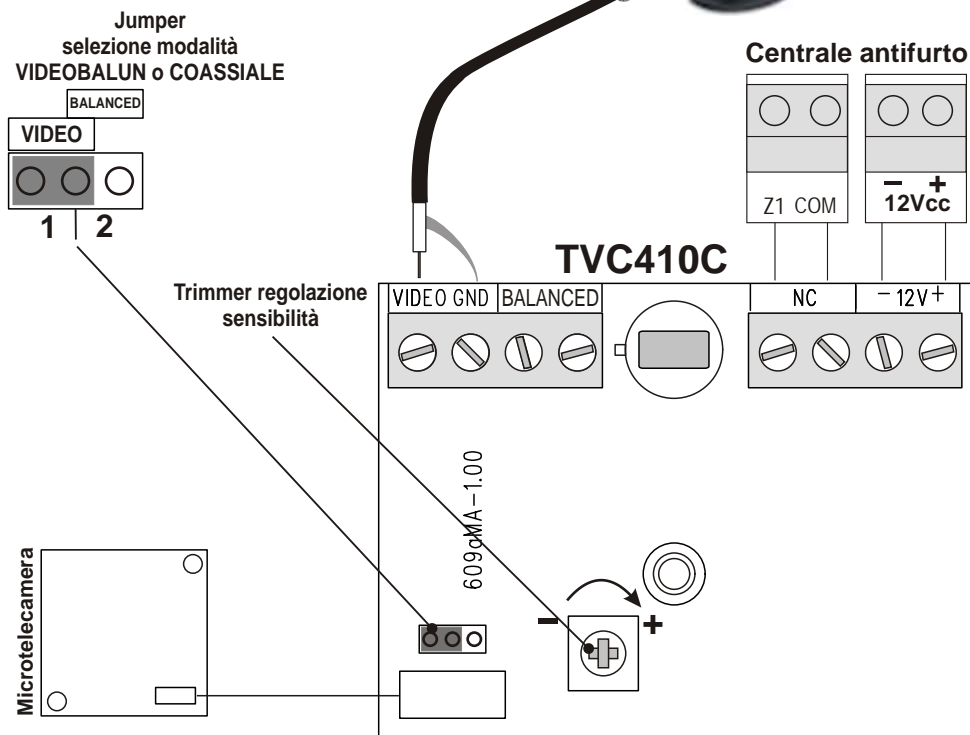 Jumper
selezione modalità
VIDEOBALUN o COASSIALE
BALANCED
VIDEO
1 2
Centrale antifurto
Z1 COM
- +
12Vcc
TVC410C
Trimmer regolazione
sensibilità
VIDEO GND BALANCED
NC
- 12V +
609αMA-1.00
- +
Microtelecamera